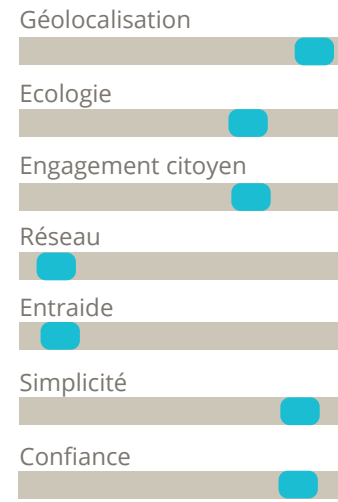 Géolocalisation
Ecologie
Engagement citoyen
Réseau
Entraide
Simplicité
Confiance